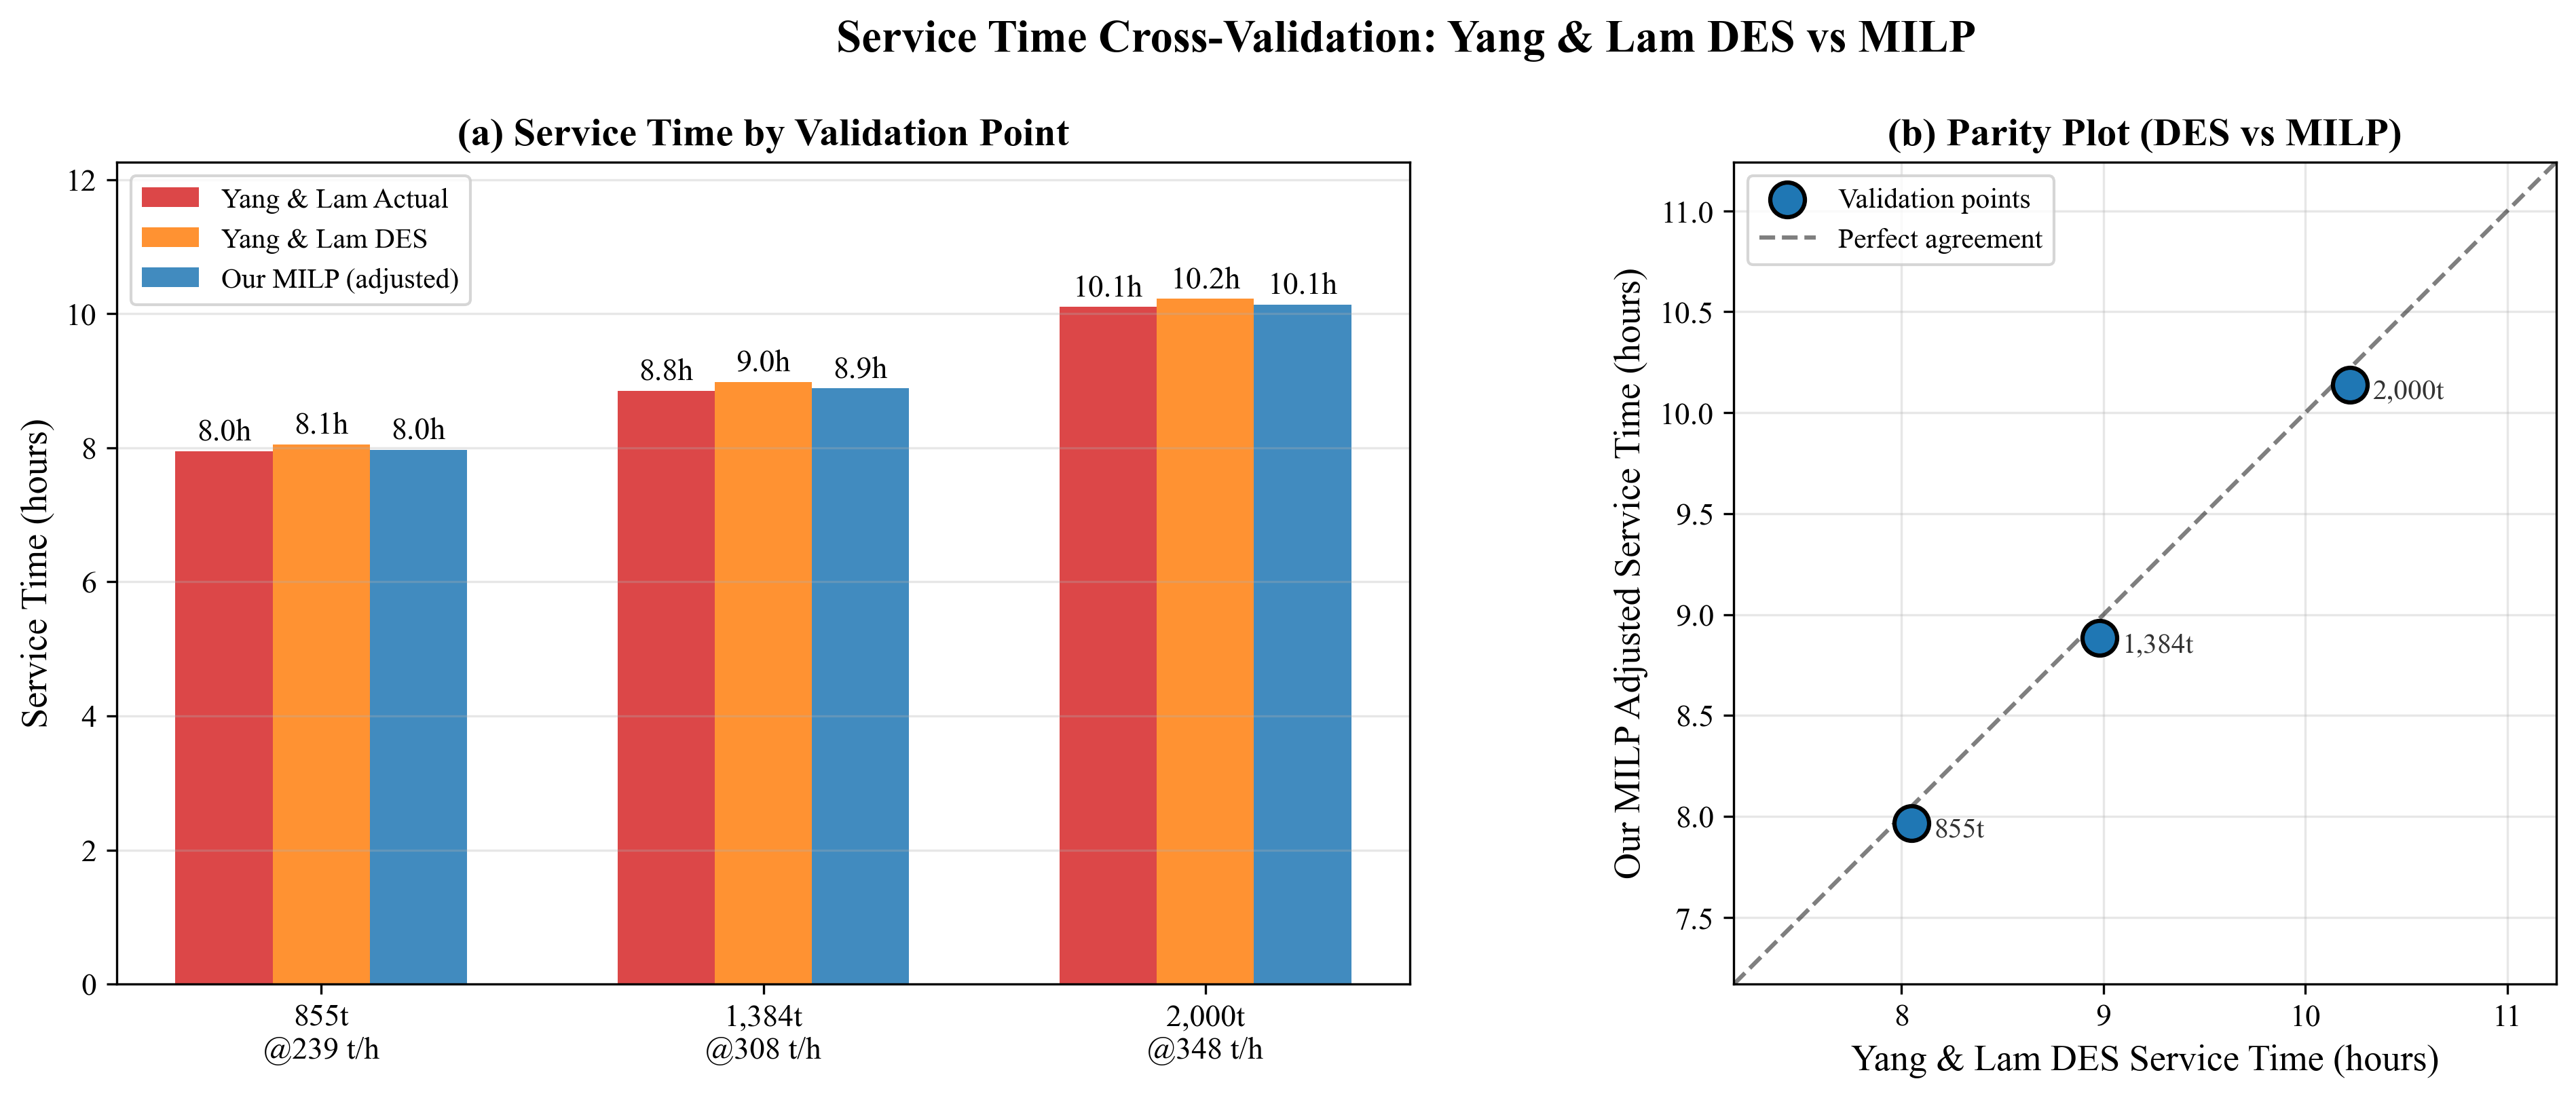 Service Time Cross-Validation: Yang & Lam DES vs MILP
(a) Service Time by Validation Point
Service Time (hours)
12
10
8
6
4
2
0
Yang & Lam Actual
Yang & Lam DES
Our MILP (adjusted)
8.0h
8.1h
8.0h
8.8h
9.0h
8.9h
10.1h
10.2h
10.1h
855t
@239 t/h
1,384t
@308 t/h
2,000t
@348 t/h
(b) Parity Plot (DES vs MILP)
Our MILP Adjusted Service Time (hours)
11.0
10.5
10.0
9.5
9.0
8.5
8.0
7.5
Validation points
Perfect agreement
2,000t
1,384t
855t
8
9
10
11
Yang & Lam DES Service Time (hours)